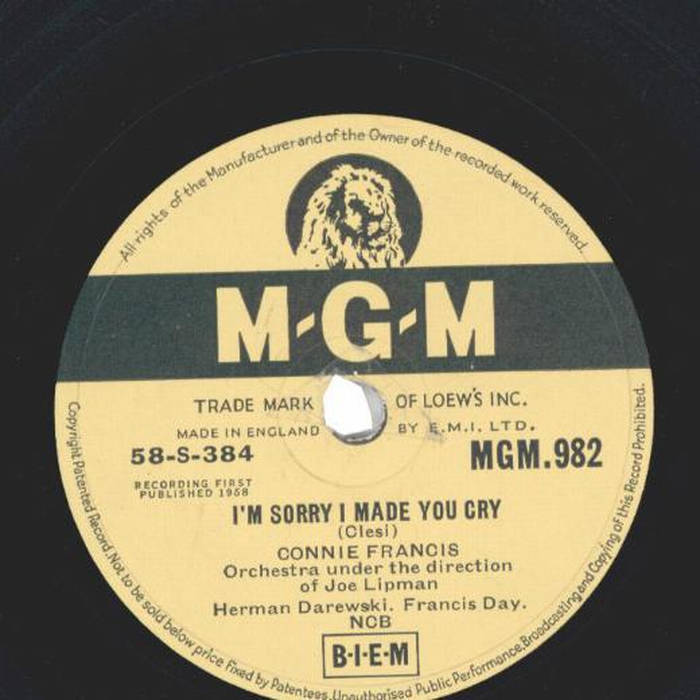 All rights of the Manufacturer and of the Owner of the recorded work reserved.
M-G-M
TRADE MARK OF LOEW'S INC.
MADE IN ENGLAND BY E.M.I. LTD.
58-S-384 MGM.982
RECORDING FIRST
PUBLISHED 1958
I'M SORRY I MADE YOU CRY
(Clesi)
CONNIE FRANCIS
Orchestra under the direction
of Joe Lipman
Herman Darewski. Francis Day.
NCB
B·I·E·M
Copyright Patented Record. Not to be sold below price fixed by Patentees. Unauthorised Public Performance, Broadcasting and Copying of this Record Prohibited.